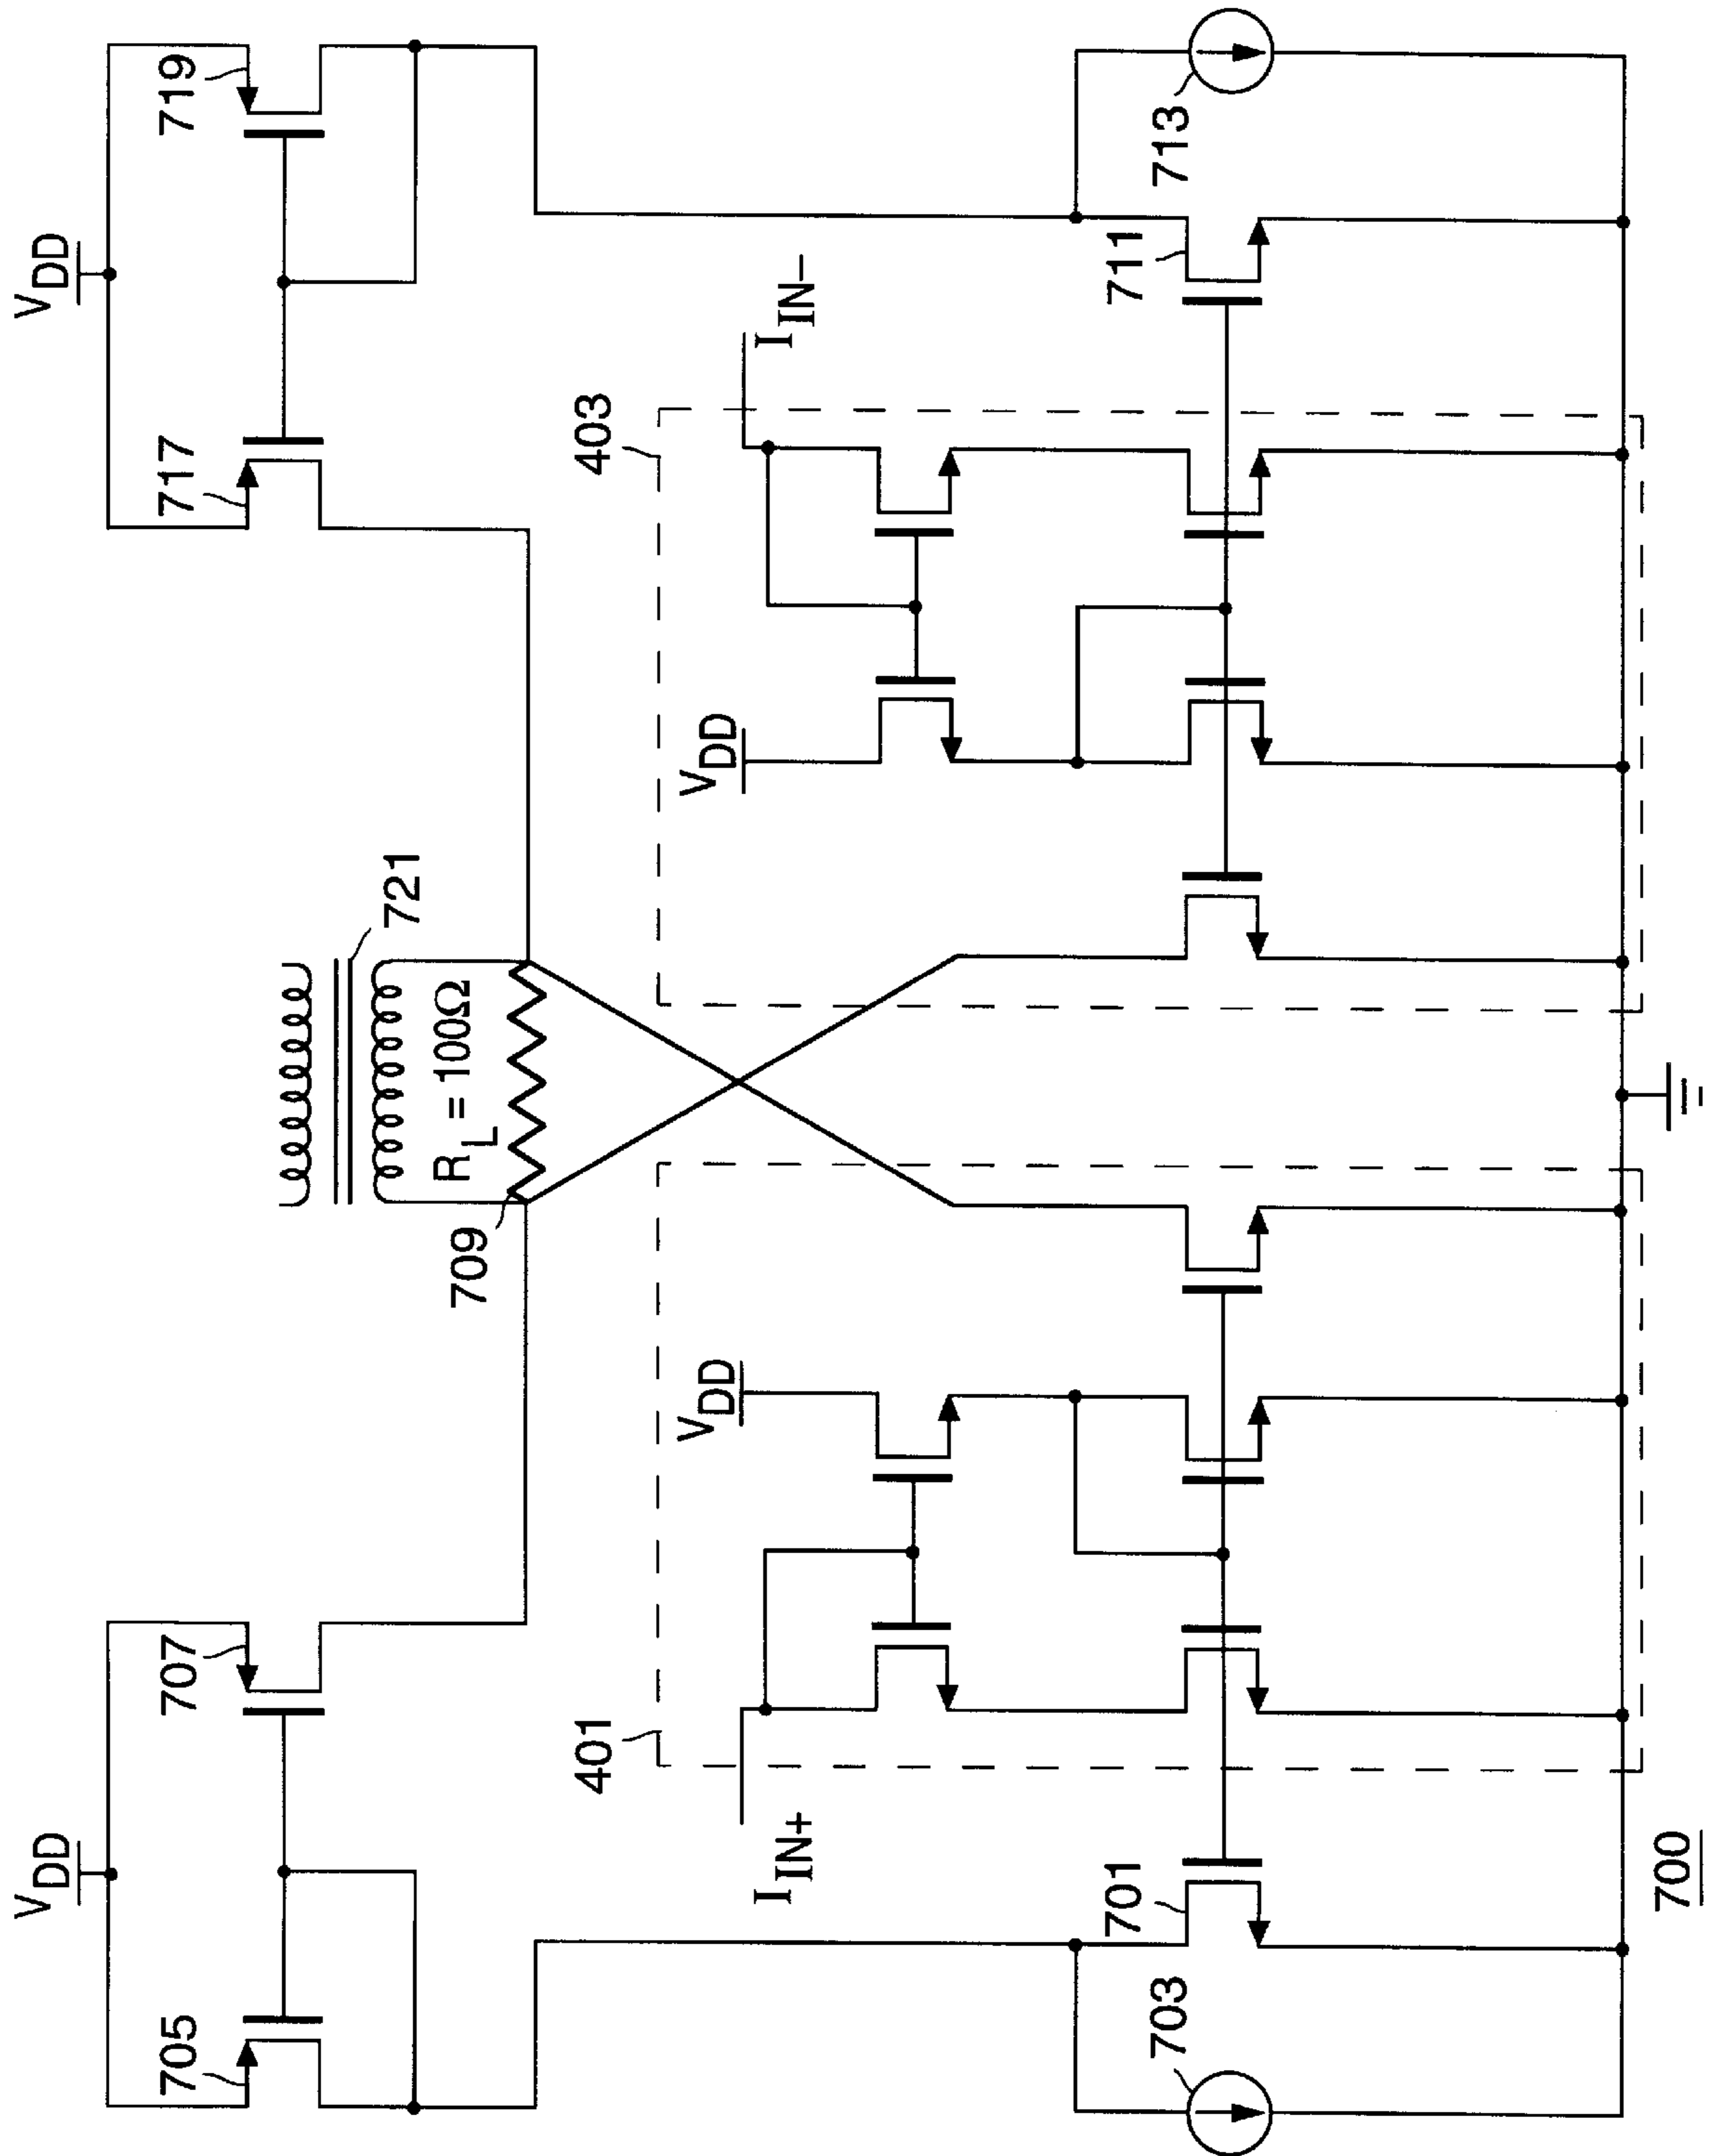 VDD
VDD
705
707
717
719
721
RL = 100Ω
709
401
403
VDD
VDD
IIN+
IIN−
701
711
703
713
700